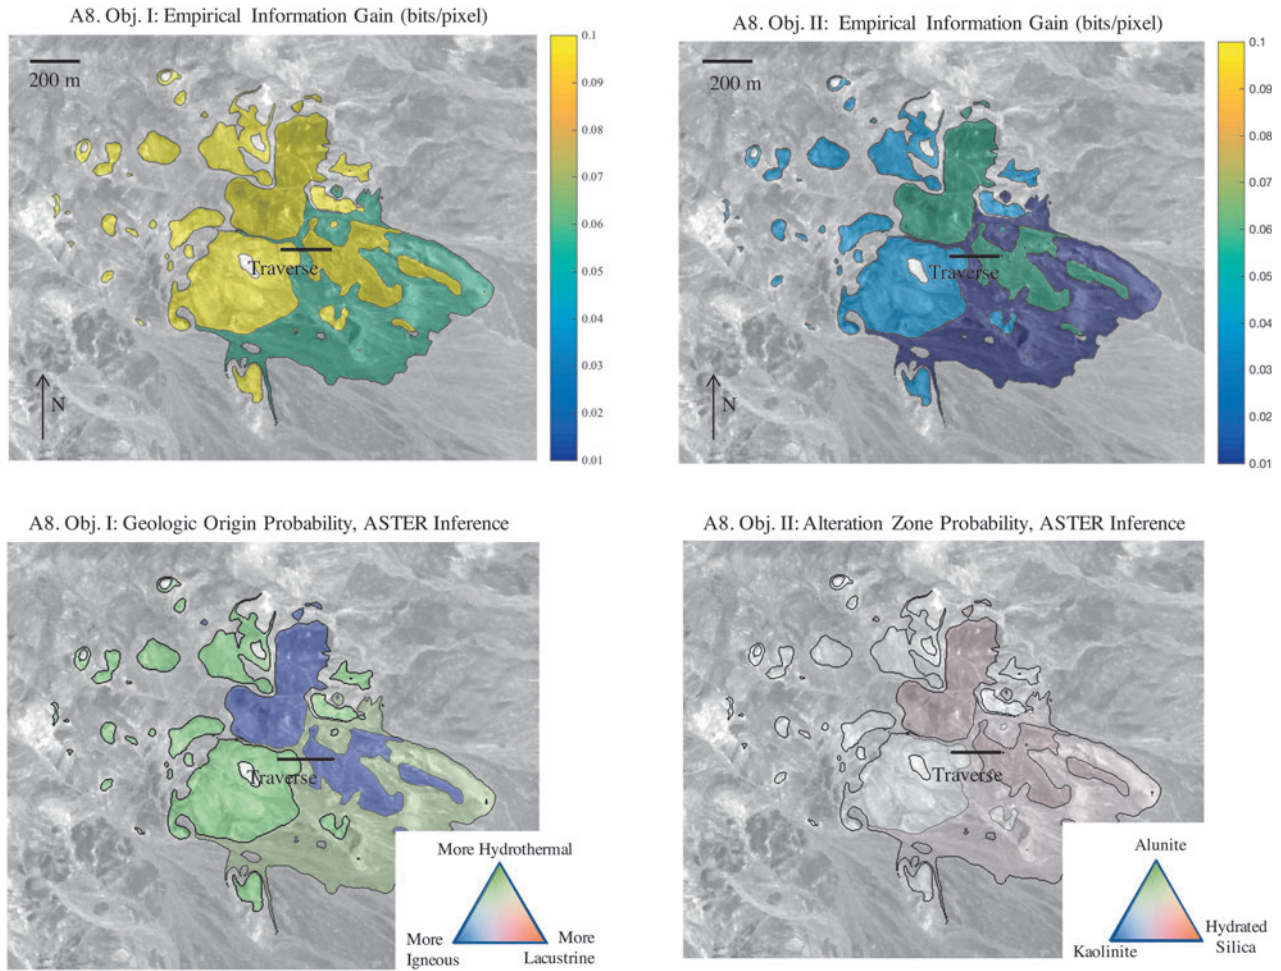 A8. Obj. I: Empirical Information Gain (bits/pixel)
200 m
Traverse
N
0.1
0.09
0.08
0.07
0.06
0.05
0.04
0.03
0.02
0.01
A8. Obj. II: Empirical Information Gain (bits/pixel)
200 m
Traverse
N
0.1
0.09
0.08
0.07
0.06
0.05
0.04
0.03
0.02
0.01
A8. Obj. I: Geologic Origin Probability, ASTER Inference
Traverse
More Hydrothermal
More
Igneous
More
Lacustrine
A8. Obj. II: Alteration Zone Probability, ASTER Inference
Traverse
Alunite
Kaolinite
Hydrated
Silica